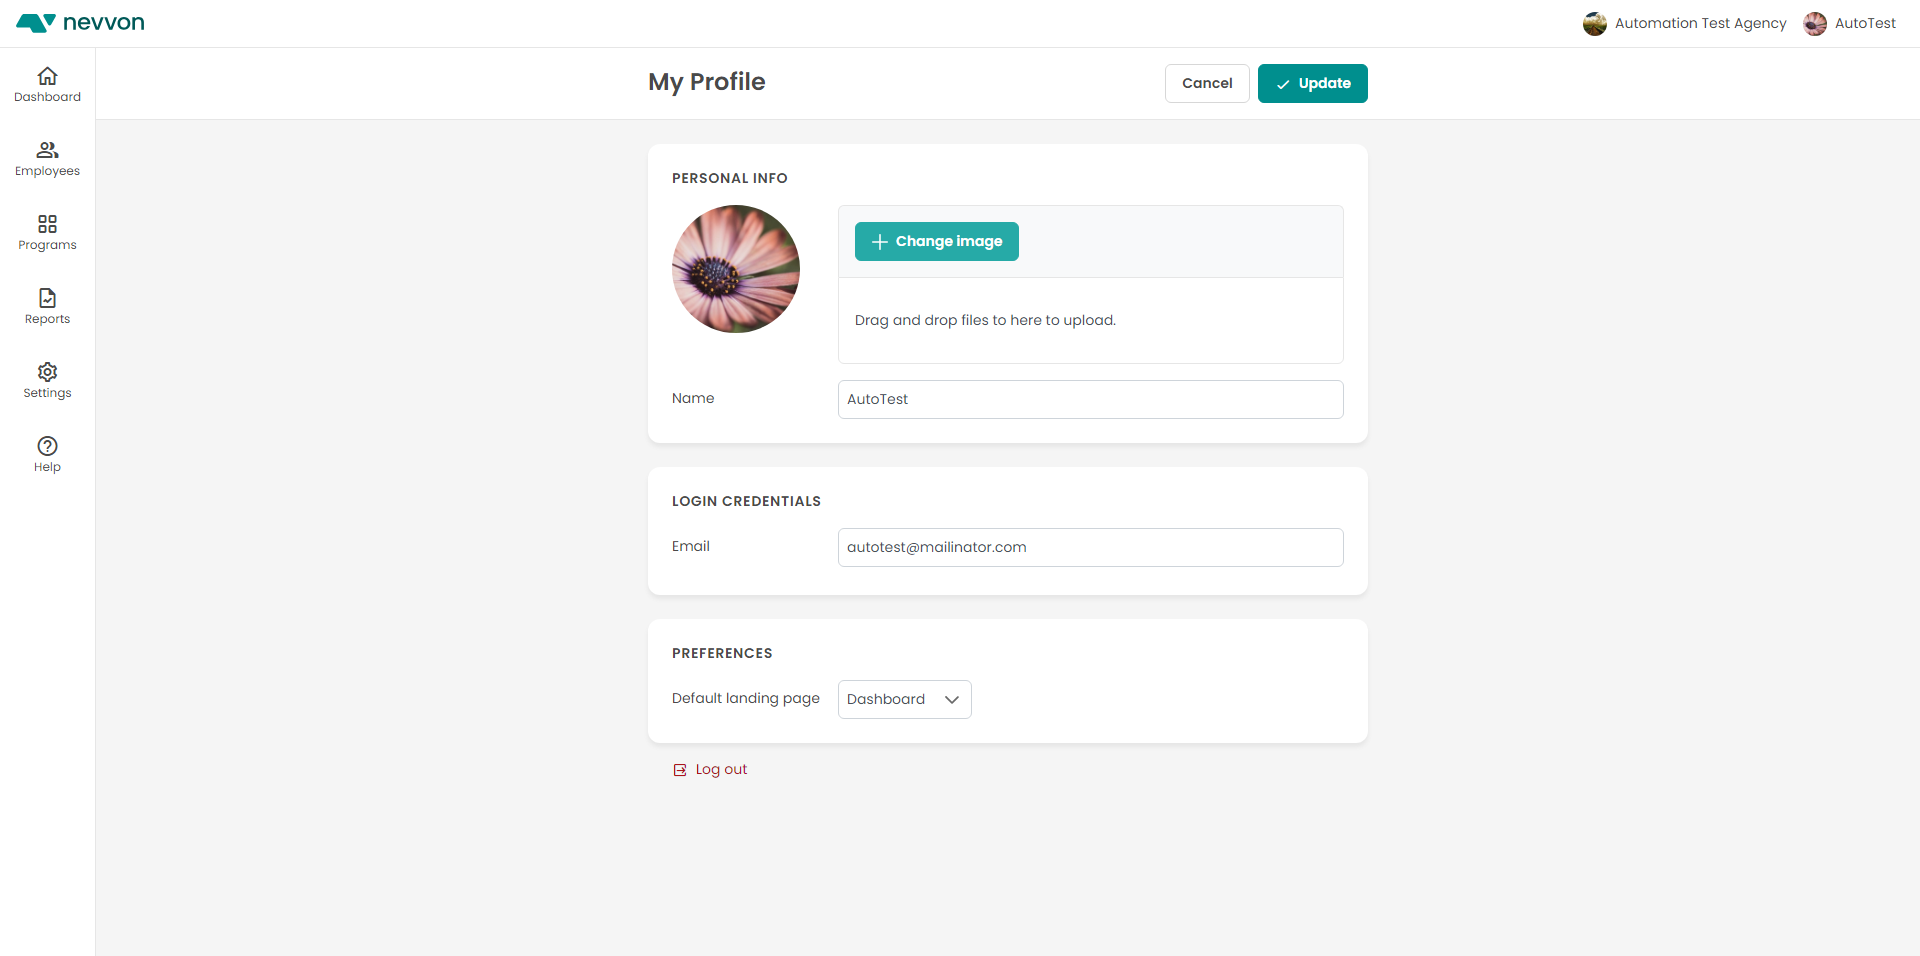 nevvon
Automation Test Agency
AutoTest
Dashboard
Employees
Programs
Reports
Settings
Help
My Profile
Cancel
Update
PERSONAL INFO
Change image
Drag and drop files to here to upload.
Name
AutoTest
LOGIN CREDENTIALS
Email
autotest@mailinator.com
PREFERENCES
Default landing page
Dashboard
Log out